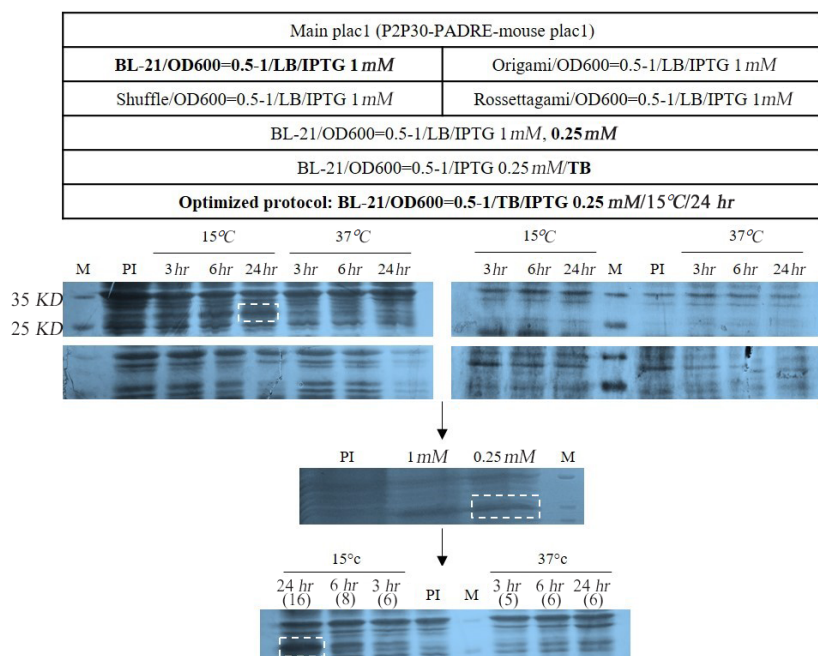 Main plac1 (P2P30-PADRE-mouse plac1)
BL-21/OD600=0.5-1/LB/IPTG 1 mM Origami/OD600=0.5-1/LB/IPTG 1mM
Shuffle/OD600=0.5-1/LB/IPTG 1mM Rossettagami/OD600=0.5-1/LB/IPTG 1mM
BL-21/OD600=0.5-1/LB/IPTG 1mM, 0.25 mM
BL-21/OD600=0.5-1/IPTG 0.25 mM/TB
Optimized protocol: BL-21/OD600=0.5-1/TB/IPTG 0.25 mM/15℃/24 hr
15℃ 37℃ 15℃ 37℃
M PI 3 hr 6 hr 24 hr 3 hr 6 hr 24 hr 3 hr 6 hr 24 hr M PI 3 hr 6 hr 24 hr
35 KD
25 KD
PI 1 mM 0.25 mM M
15°c 37°c
24 hr 6 hr 3 hr PI M 3 hr 6 hr 24 hr
(16) (8) (6) (5) (6) (6)